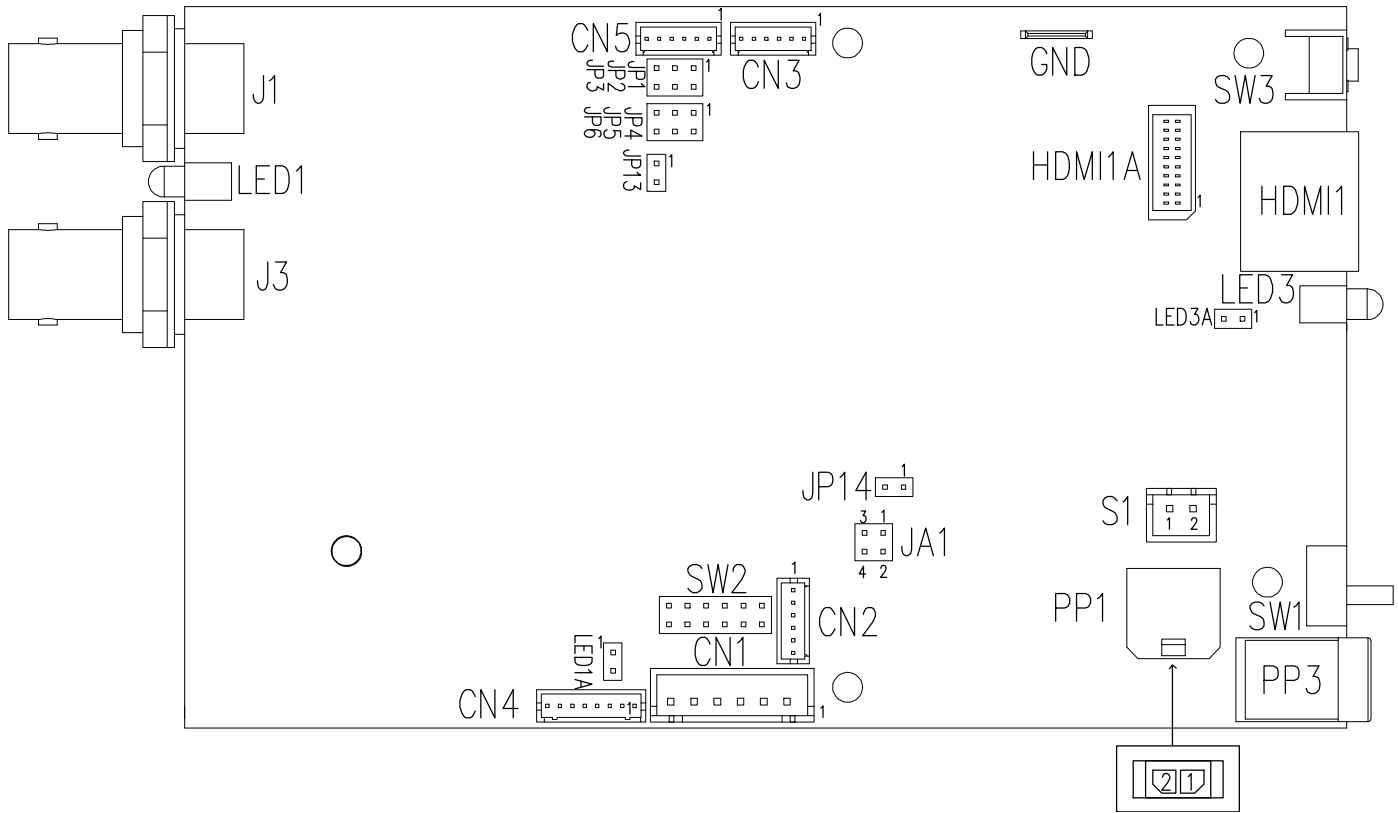 1
1
CN5
CN3
GND
SW3
J1
JP1
JP2
JP3
1
JP4
JP5
JP6
1
JP13
1
HDMI1A
1
HDMI1
LED1
J3
LED3
LED3A
1
JP14
1
S1
1 2
3 1
JA1
4 2
SW2
1
CN2
PP1
SW1
LED1A
1
CN1
CN4
1
1
PP3
2 1